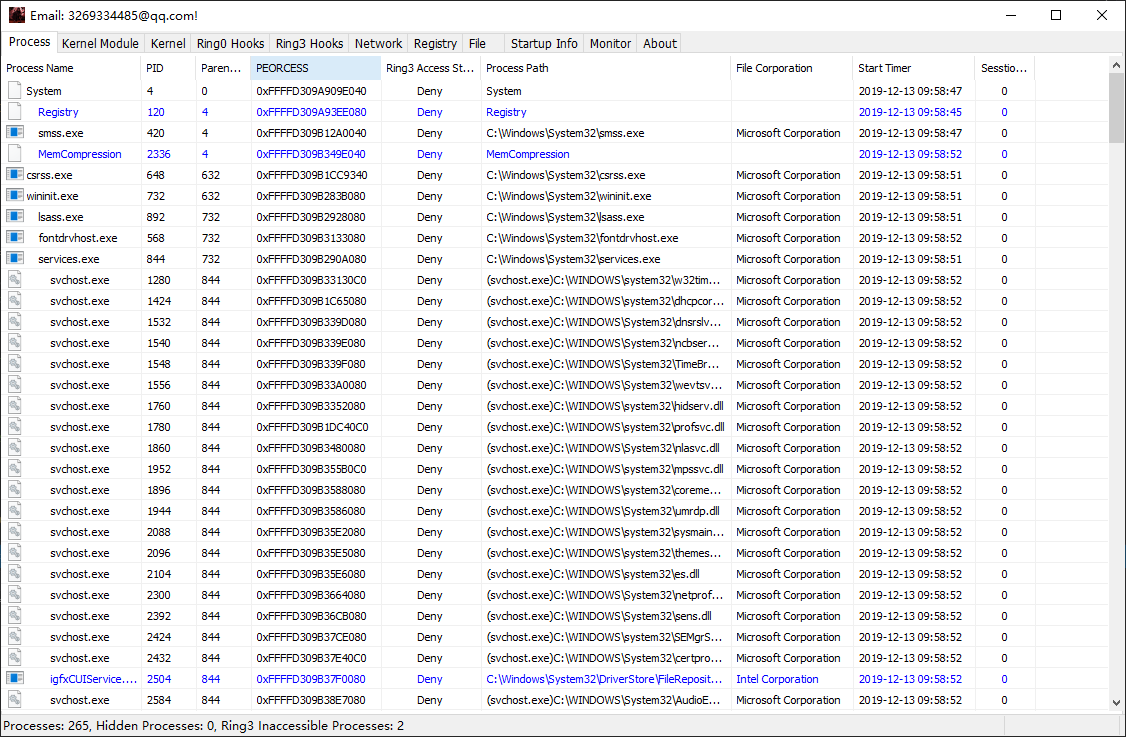 Email: 3269334485@qq.com!
Process Kernel Module Kernel Ring0 Hooks Ring3 Hooks Network Registry File Startup Info Monitor About
Process Name PID Paren... PEORCESS Ring3 Access St... Process Path File Corporation Start Timer Sessio...
System 4 0 0xFFFFD309A909E040 Deny System 2019-12-13 09:58:47 0
Registry 120 4 0xFFFFD309A93EE080 Deny Registry 2019-12-13 09:58:45 0
smss.exe 420 4 0xFFFFD309B12A0040 Deny C:\Windows\System32\smss.exe Microsoft Corporation 2019-12-13 09:58:47 0
MemCompression 2336 4 0xFFFFD309B349E040 Deny MemCompression 2019-12-13 09:58:52 0
csrss.exe 648 632 0xFFFFD309B1CC9340 Deny C:\Windows\System32\csrss.exe Microsoft Corporation 2019-12-13 09:58:51 0
wininit.exe 732 632 0xFFFFD309B283B080 Deny C:\Windows\System32\wininit.exe Microsoft Corporation 2019-12-13 09:58:51 0
lsass.exe 892 732 0xFFFFD309B2928080 Deny C:\Windows\System32\lsass.exe Microsoft Corporation 2019-12-13 09:58:51 0
fontdrvhost.exe 568 732 0xFFFFD309B3133080 Deny C:\Windows\System32\fontdrvhost.exe Microsoft Corporation 2019-12-13 09:58:52 0
services.exe 844 732 0xFFFFD309B290A080 Deny C:\Windows\System32\services.exe Microsoft Corporation 2019-12-13 09:58:51 0
svchost.exe 1280 844 0xFFFFD309B33130C0 Deny (svchost.exe)C:\WINDOWS\system32\w32tim... Microsoft Corporation 2019-12-13 09:58:52 0
svchost.exe 1424 844 0xFFFFD309B1C65080 Deny (svchost.exe)C:\WINDOWS\system32\dhcpcor... Microsoft Corporation 2019-12-13 09:58:52 0
svchost.exe 1532 844 0xFFFFD309B339D080 Deny (svchost.exe)C:\WINDOWS\System32\dnsrslv... Microsoft Corporation 2019-12-13 09:58:52 0
svchost.exe 1540 844 0xFFFFD309B339E080 Deny (svchost.exe)C:\WINDOWS\System32\ncbser... Microsoft Corporation 2019-12-13 09:58:52 0
svchost.exe 1548 844 0xFFFFD309B339F080 Deny (svchost.exe)C:\WINDOWS\System32\TimeBr... Microsoft Corporation 2019-12-13 09:58:52 0
svchost.exe 1556 844 0xFFFFD309B33A0080 Deny (svchost.exe)C:\WINDOWS\System32\wevtsv... Microsoft Corporation 2019-12-13 09:58:52 0
svchost.exe 1760 844 0xFFFFD309B3352080 Deny (svchost.exe)C:\WINDOWS\system32\hidserv.dll Microsoft Corporation 2019-12-13 09:58:52 0
svchost.exe 1780 844 0xFFFFD309B1DC40C0 Deny (svchost.exe)C:\WINDOWS\system32\profsvc.dll Microsoft Corporation 2019-12-13 09:58:52 0
svchost.exe 1860 844 0xFFFFD309B3480080 Deny (svchost.exe)C:\WINDOWS\System32\nlasvc.dll Microsoft Corporation 2019-12-13 09:58:52 0
svchost.exe 1952 844 0xFFFFD309B355B0C0 Deny (svchost.exe)C:\WINDOWS\system32\mpssvc.dll Microsoft Corporation 2019-12-13 09:58:52 0
svchost.exe 1896 844 0xFFFFD309B3588080 Deny (svchost.exe)C:\WINDOWS\system32\coreme... Microsoft Corporation 2019-12-13 09:58:52 0
svchost.exe 1944 844 0xFFFFD309B3586080 Deny (svchost.exe)C:\WINDOWS\System32\umrdp.dll Microsoft Corporation 2019-12-13 09:58:52 0
svchost.exe 2088 844 0xFFFFD309B35E2080 Deny (svchost.exe)C:\WINDOWS\system32\sysmain... Microsoft Corporation 2019-12-13 09:58:52 0
svchost.exe 2096 844 0xFFFFD309B35E5080 Deny (svchost.exe)C:\WINDOWS\system32\themes... Microsoft Corporation 2019-12-13 09:58:52 0
svchost.exe 2104 844 0xFFFFD309B35E6080 Deny (svchost.exe)C:\WINDOWS\system32\es.dll Microsoft Corporation 2019-12-13 09:58:52 0
svchost.exe 2300 844 0xFFFFD309B3664080 Deny (svchost.exe)C:\WINDOWS\System32\netprof... Microsoft Corporation 2019-12-13 09:58:52 0
svchost.exe 2392 844 0xFFFFD309B36CB080 Deny (svchost.exe)C:\WINDOWS\System32\sens.dll Microsoft Corporation 2019-12-13 09:58:52 0
svchost.exe 2424 844 0xFFFFD309B37CE080 Deny (svchost.exe)C:\WINDOWS\system32\SEMgrS... Microsoft Corporation 2019-12-13 09:58:52 0
svchost.exe 2432 844 0xFFFFD309B37E40C0 Deny (svchost.exe)C:\WINDOWS\System32\certpro... Microsoft Corporation 2019-12-13 09:58:52 0
igfxCUIService.... 2504 844 0xFFFFD309B37F0080 Deny C:\Windows\System32\DriverStore\FileReposit... Intel Corporation 2019-12-13 09:58:52 0
svchost.exe 2584 844 0xFFFFD309B38E7080 Deny (svchost.exe)C:\WINDOWS\System32\AudioE... Microsoft Corporation 2019-12-13 09:58:52 0
Processes: 265, Hidden Processes: 0, Ring3 Inaccessible Processes: 2